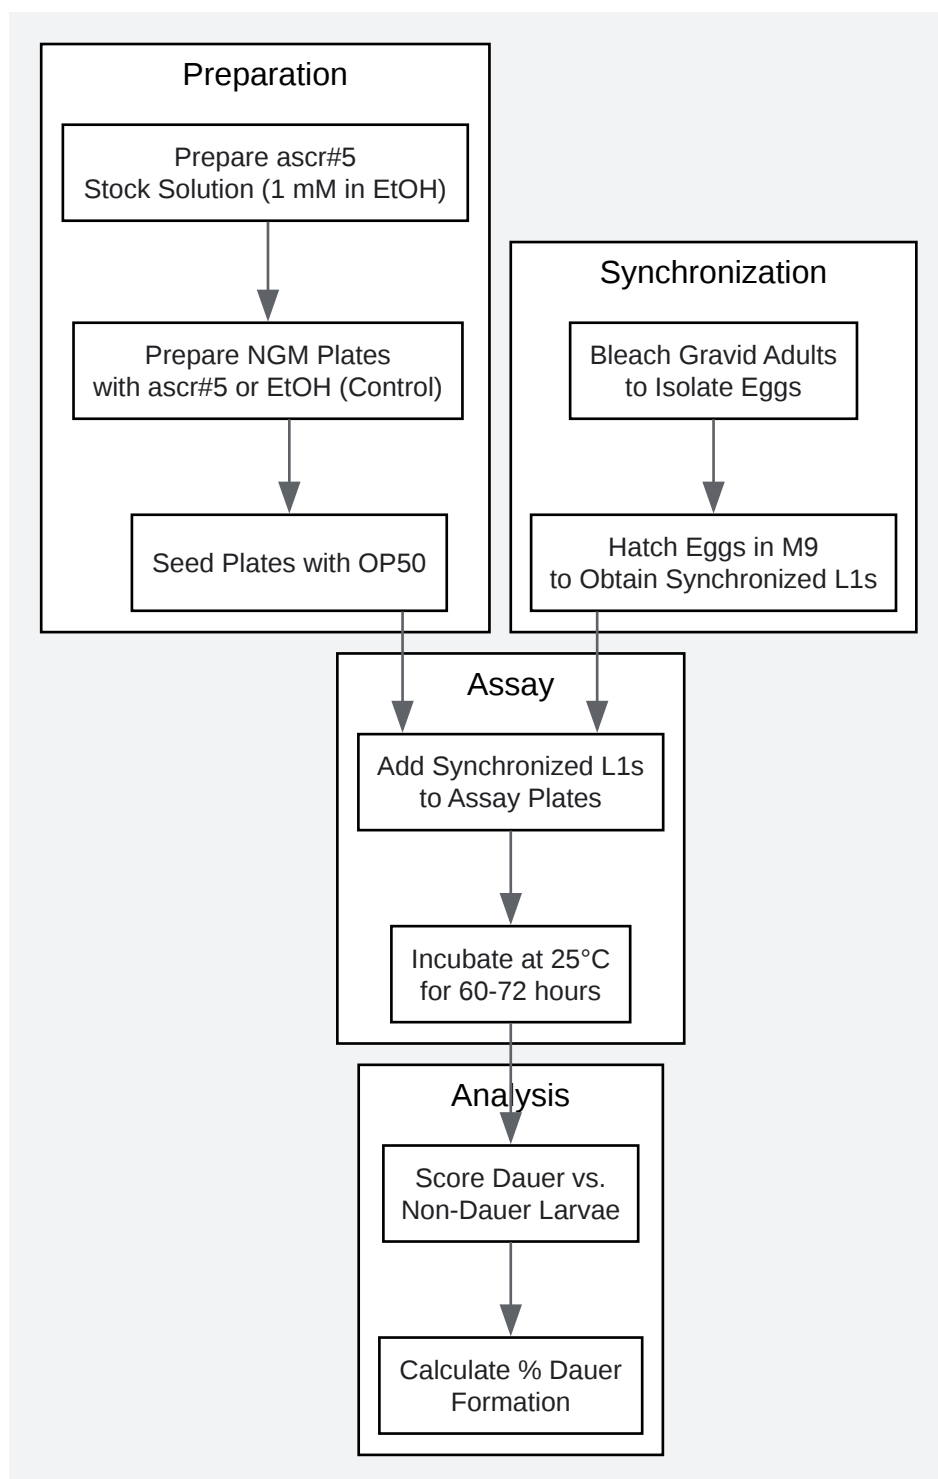 Preparation
Prepare ascr#5
Stock Solution (1 mM in EtOH)
Prepare NGM Plates
with ascr#5 or EtOH (Control)
Seed Plates with OP50
Synchronization
Bleach Gravid Adults
to Isolate Eggs
Hatch Eggs in M9
to Obtain Synchronized L1s
Assay
Add Synchronized L1s
to Assay Plates
Incubate at 25°C
for 60-72 hours
Analysis
Score Dauer vs.
Non-Dauer Larvae
Calculate % Dauer
Formation